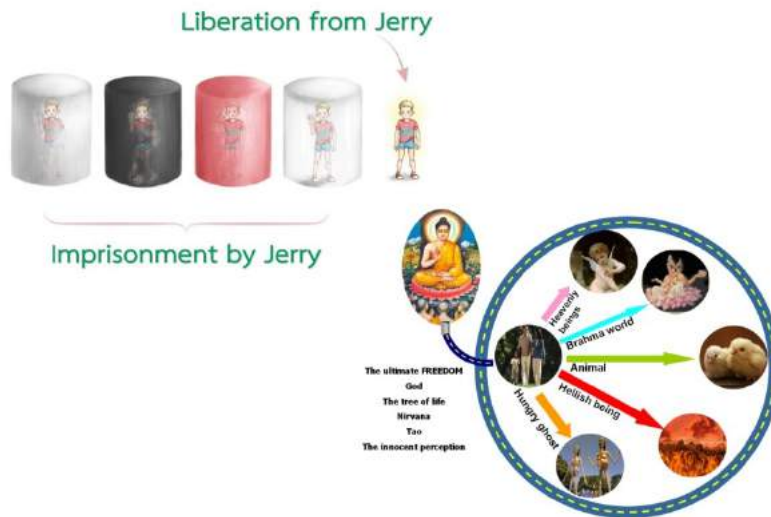 Liberation from Jerry
Imprisonment by Jerry
Heavenly
beings
Brahma world
Animal
Hellish being
Hungry ghost
The ultimate FREEDOM
God
The tree of life
Nirvana
Tao
The innocent perception